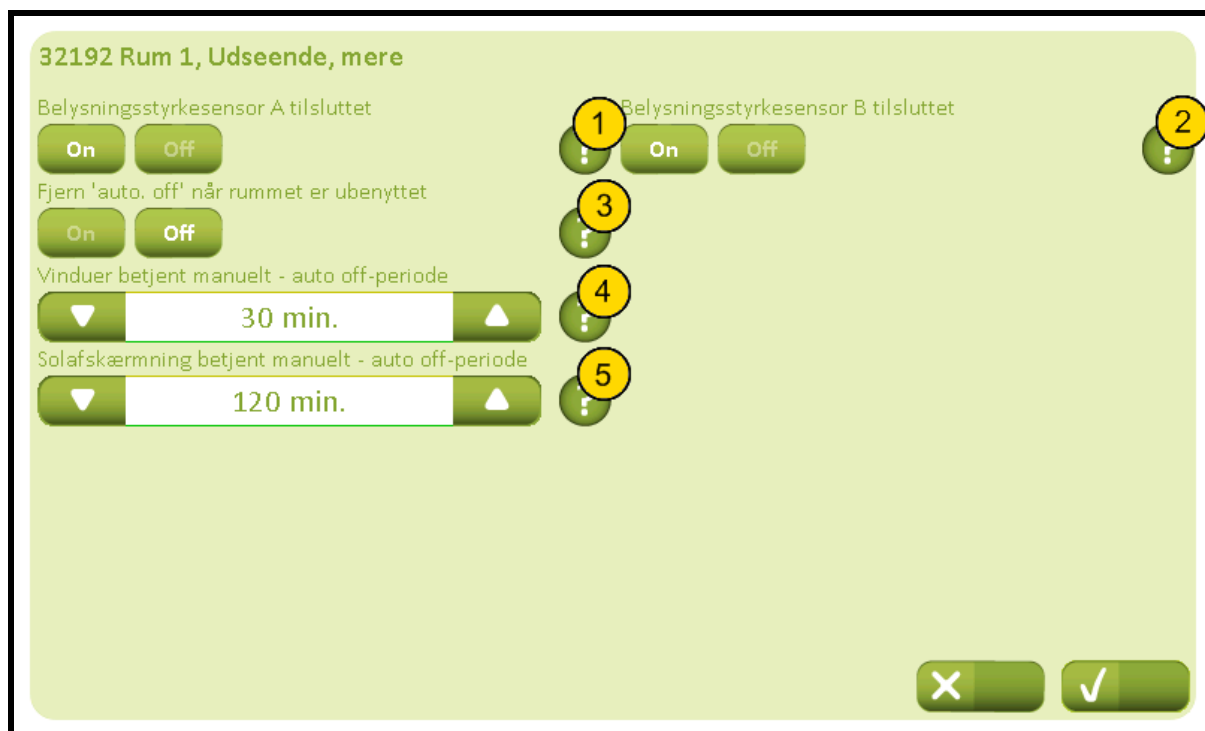 32192 Rum 1, Udseende, mere
Belysningsstyrkesensor A tilsluttet
1
Belysningsstyrkesensor B tilsluttet
2
On Off ? On Off ?
Fjern 'auto. off' når rummet er ubenyttet
3
On Off ?
Vinduer betjent manuelt - auto off-periode
4
30 min. ?
Solafskærmning betjent manuelt - auto off-periode
5
120 min. ?